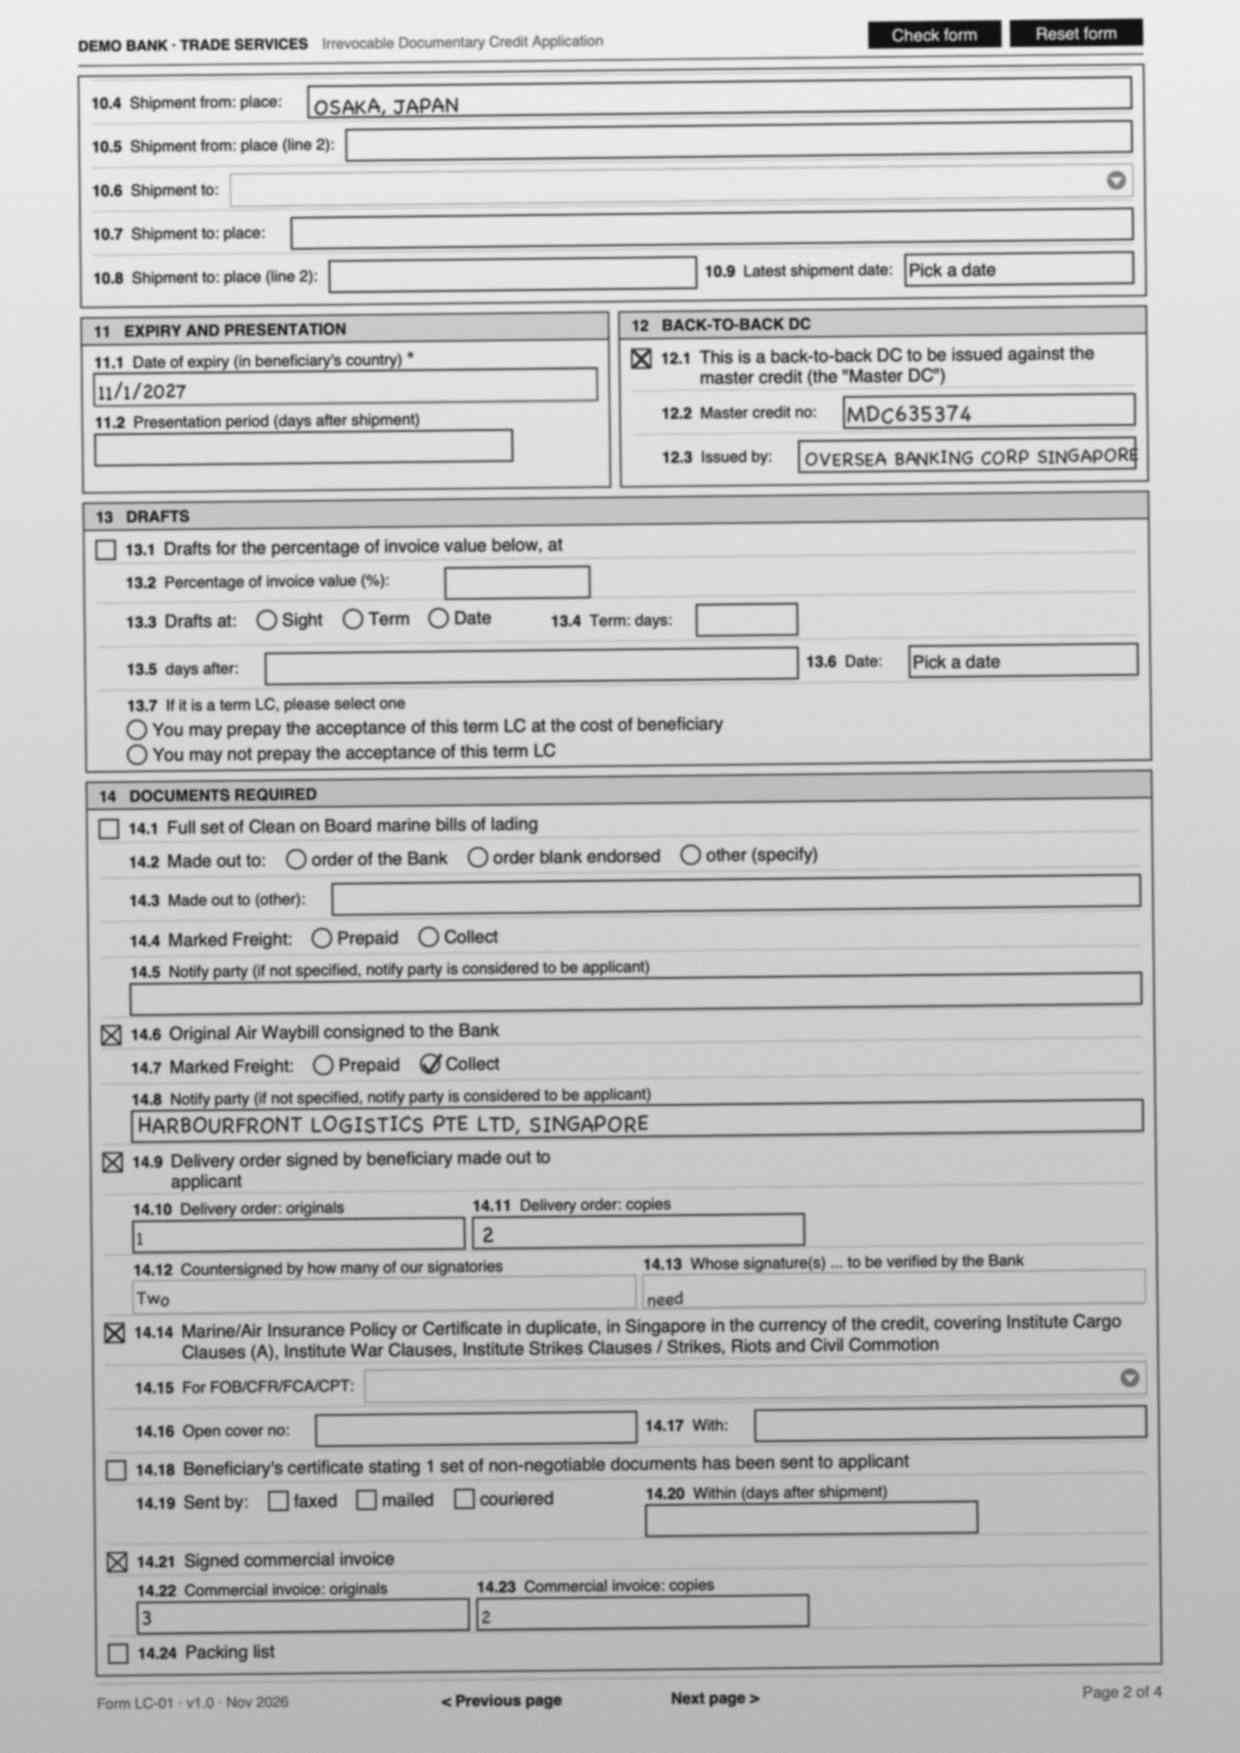 DEMO BANK · TRADE SERVICES Irrevocable Documentary Credit Application Check form Reset form
10.4 Shipment from: place: OSAKA, JAPAN
10.5 Shipment from: place (line 2):
10.6 Shipment to:
10.7 Shipment to: place:
10.8 Shipment to: place (line 2): 10.9 Latest shipment date: Pick a date
11 EXPIRY AND PRESENTATION
11.1 Date of expiry (in beneficiary's country) *
11/1/2027
11.2 Presentation period (days after shipment)
12 BACK-TO-BACK DC
12.1 This is a back-to-back DC to be issued against the
master credit (the "Master DC")
12.2 Master credit no: MDC635374
12.3 Issued by: OVERSEA BANKING CORP SINGAPORE
13 DRAFTS
13.1 Drafts for the percentage of invoice value below, at
13.2 Percentage of invoice value (%):
13.3 Drafts at: Sight Term Date 13.4 Term: days:
13.5 days after: 13.6 Date: Pick a date
13.7 If it is a term LC, please select one
You may prepay the acceptance of this term LC at the cost of beneficiary
You may not prepay the acceptance of this term LC
14 DOCUMENTS REQUIRED
14.1 Full set of Clean on Board marine bills of lading
14.2 Made out to: order of the Bank order blank endorsed other (specify)
14.3 Made out to (other):
14.4 Marked Freight: Prepaid Collect
14.5 Notify party (if not specified, notify party is considered to be applicant)
14.6 Original Air Waybill consigned to the Bank
14.7 Marked Freight: Prepaid Collect
14.8 Notify party (if not specified, notify party is considered to be applicant)
HARBOURFRONT LOGISTICS PTE LTD, SINGAPORE
14.9 Delivery order signed by beneficiary made out to
applicant
14.10 Delivery order: originals 14.11 Delivery order: copies
1 2
14.12 Countersigned by how many of our signatories 14.13 Whose signature(s) ... to be verified by the Bank
Two need
14.14 Marine/Air Insurance Policy or Certificate in duplicate, in Singapore in the currency of the credit, covering Institute Cargo
Clauses (A), Institute War Clauses, Institute Strikes Clauses / Strikes, Riots and Civil Commotion
14.15 For FOB/CFR/FCA/CPT:
14.16 Open cover no: 14.17 With:
14.18 Beneficiary's certificate stating 1 set of non-negotiable documents has been sent to applicant
14.19 Sent by: faxed mailed couriered 14.20 Within (days after shipment)
14.21 Signed commercial invoice
14.22 Commercial invoice: originals 14.23 Commercial invoice: copies
3 2
14.24 Packing list
Form LC-01 · v1.0 · Nov 2026 < Previous page Next page > Page 2 of 4